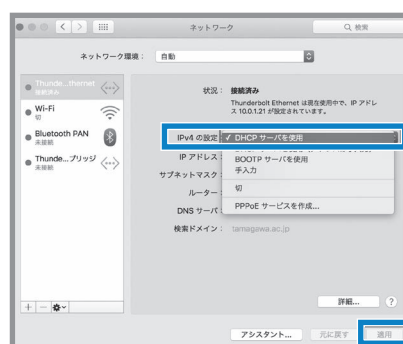 ネットワーク
検索
ネットワーク環境：
自動
Thunde...thernet
接続済み
Wi-Fi
切
Bluetooth PAN
未接続
Thunde...ブリッジ
未接続
状況：
接続済み
Thunderbolt Ethernet は現在使用中で、IP アドレ
ス 10.0.1.21 が設定されています。
IPv4 の設定
✓ DHCP サーバを使用
BOOTP サーバを使用
手入力
切
PPPoE サービスを作成...
IP アドレス：
サブネットマスク：
ルーター：
DNS サーバ：
検索ドメイン：
tamagawa.ac.jp
詳細...
?
アシスタント...
元に戻す
適用